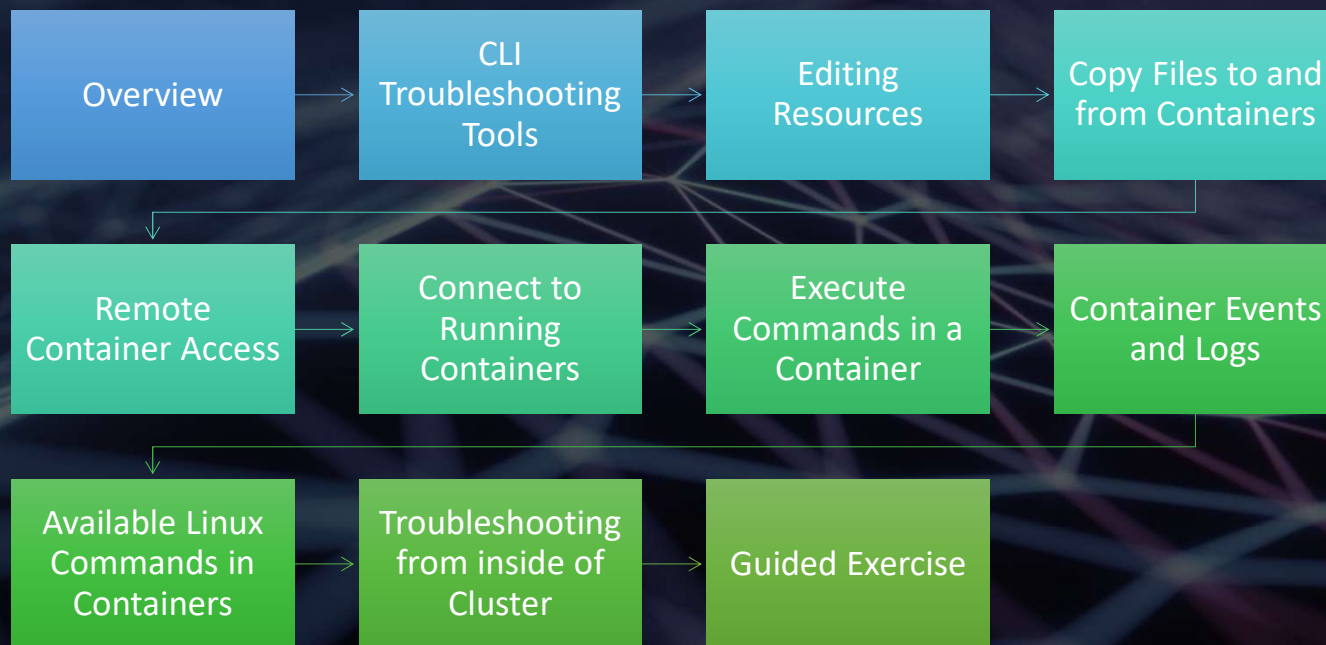 Overview
CLI
Troubleshooting
Tools
Editing
Resources
Copy Files to and
from Containers
Remote
Container Access
Connect to
Running
Containers
Execute
Commands in a
Container
Container Events
and Logs
Available Linux
Commands in
Containers
Troubleshooting
from inside of
Cluster
Guided Exercise